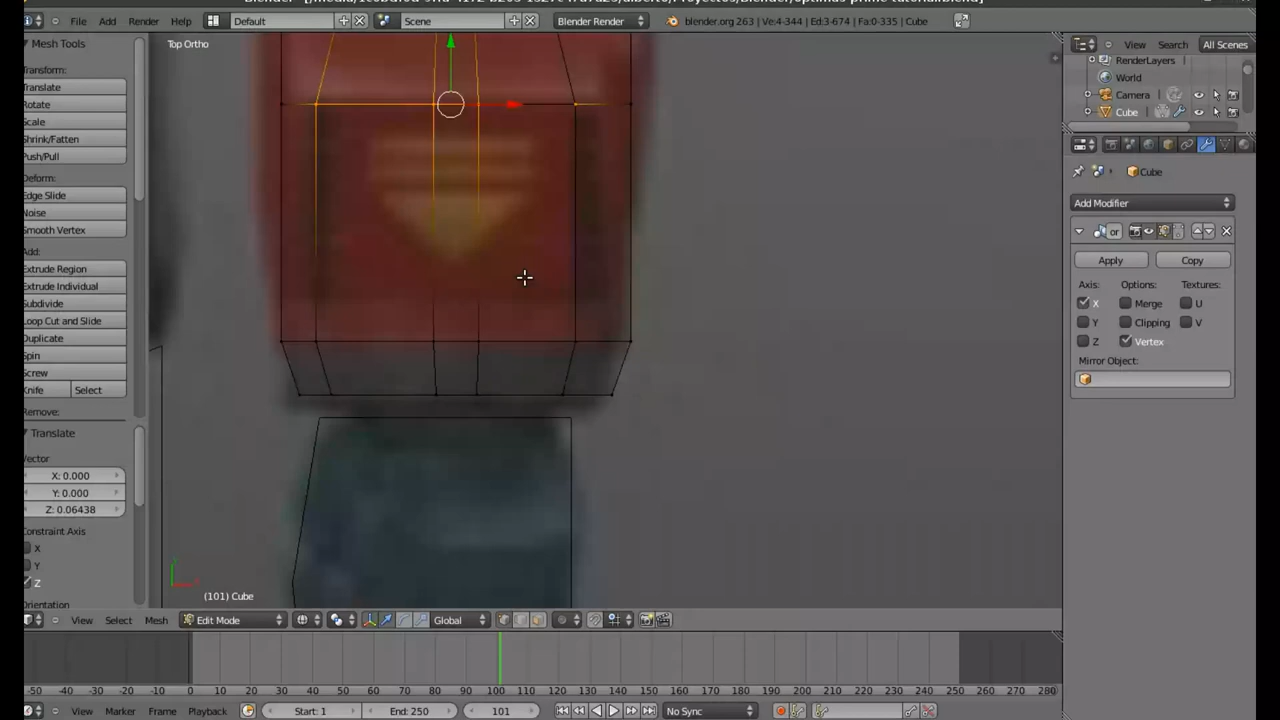 File Add Render Help Default Scene Blender Render blender.org 263 | Ve:4-344 | Ed:3-674 | Fa:0-335 | Cube
Mesh Tools
Top Ortho
View Search All Scenes
RenderLayers
World
Camera
Cube
Transform:
Translate
Rotate
Scale
Shrink/Fatten
Push/Pull
Deform:
Edge Slide
Noise
Smooth Vertex
Add:
Extrude Region
Extrude Individual
Subdivide
Loop Cut and Slide
Duplicate
Spin
Screw
Knife Select
Remove:
Translate
Vector
X: 0.000
Y: 0.000
Z: 0.06438
Constraint Axis
X
Y
Z
Orientation
Cube
Add Modifier
or
Apply Copy
Axis: Options: Textures:
X Merge U
Y Clipping V
Z Vertex
Mirror Object:
(101) Cube
View Select Mesh Edit Mode Global
-50 -40 -30 -20 -10 0 10 20 30 40 50 60 70 80 90 100 110 120 130 140 150 160 170 180 190 200 210 220 230 240 250 260 270 280
View Marker Frame Playback Start: 1 End: 250 101 No Sync